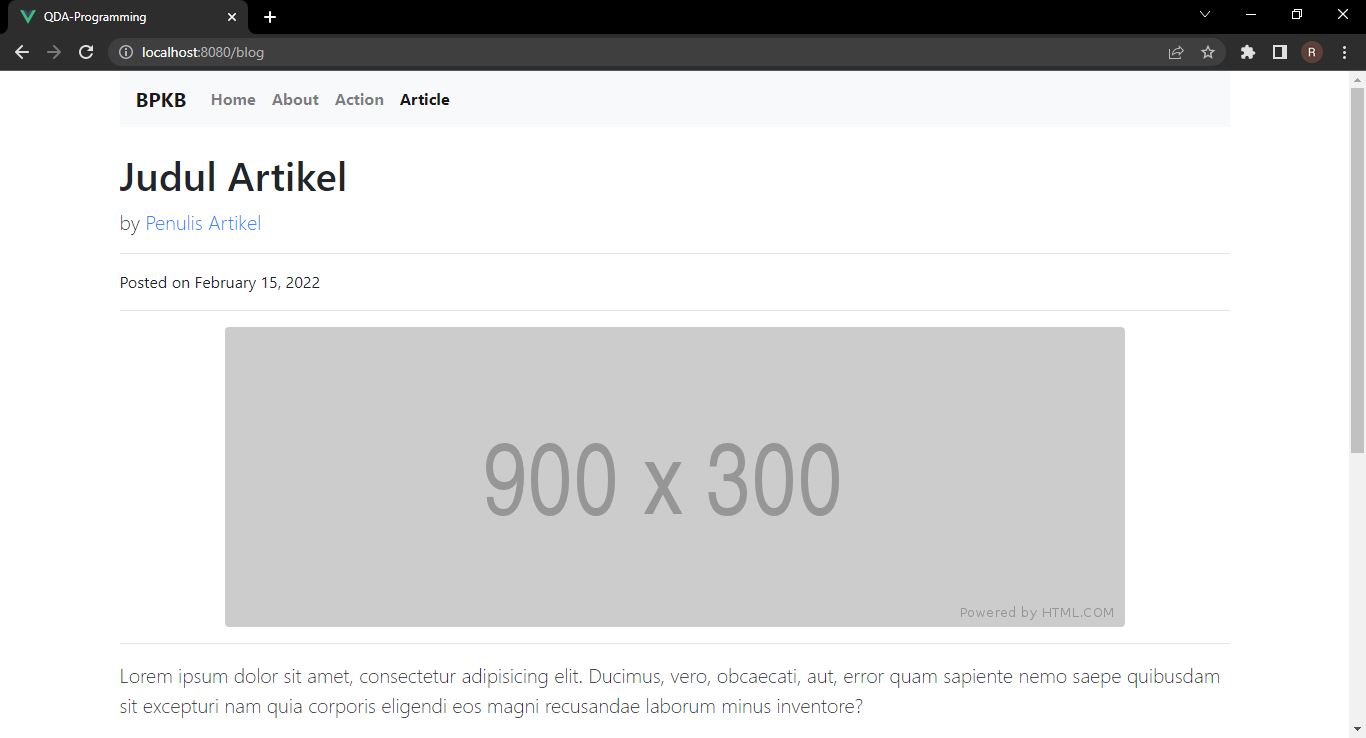 QDA-Programming
localhost:8080/blog
R
BPKB Home About Action Article
Judul Artikel
by Penulis Artikel
Posted on February 15, 2022
900 x 300
Powered by HTML.COM
Lorem ipsum dolor sit amet, consectetur adipisicing elit. Ducimus, vero, obcaecati, aut, error quam sapiente nemo saepe quibusdam
sit excepturi nam quia corporis eligendi eos magni recusandae laborum minus inventore?